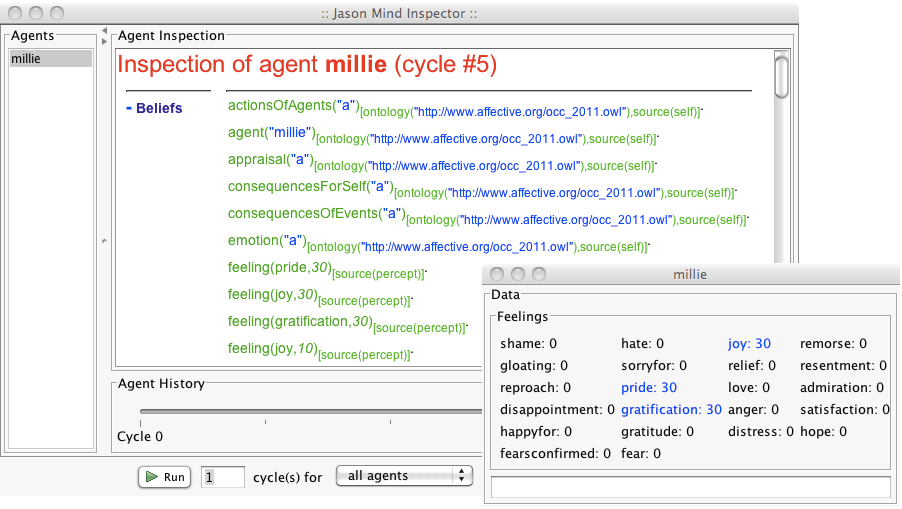 :: Jason Mind Inspector ::
Agents
millie
Agent Inspection
Inspection of agent millie (cycle #5)
- Beliefs
actionsOfAgents("a")[ontology("http://www.affective.org/occ_2011.owl"),source(self)].
agent("millie")[ontology("http://www.affective.org/occ_2011.owl"),source(self)].
appraisal("a")[ontology("http://www.affective.org/occ_2011.owl"),source(self)].
consequencesForSelf("a")[ontology("http://www.affective.org/occ_2011.owl"),source(self)].
consequencesOfEvents("a")[ontology("http://www.affective.org/occ_2011.owl"),source(self)].
emotion("a")[ontology("http://www.affective.org/occ_2011.owl"),source(self)].
feeling(pride,30)[source(percept)].
feeling(joy,30)[source(percept)].
feeling(gratification,30)[source(percept)].
feeling(joy,10)[source(percept)].
Agent History
Cycle 0
Run 1 cycle(s) for all agents
millie
Data
Feelings
shame: 0 hate: 0 joy: 30 remorse: 0
gloating: 0 sorryfor: 0 relief: 0 resentment: 0
reproach: 0 pride: 30 love: 0 admiration: 0
disappointment: 0 gratification: 30 anger: 0 satisfaction: 0
happyfor: 0 gratitude: 0 distress: 0 hope: 0
fearsconfirmed: 0 fear: 0